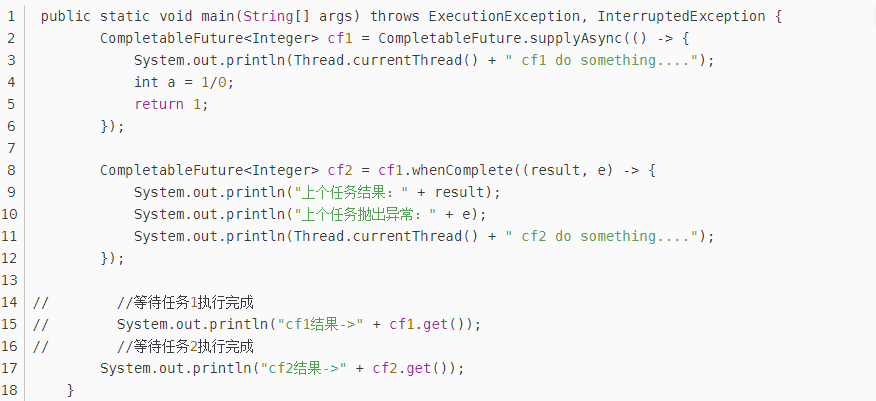 1 public static void main(String[] args) throws ExecutionException, InterruptedException {
2 CompletableFuture<Integer> cf1 = CompletableFuture.supplyAsync(() -> {
3 System.out.println(Thread.currentThread() + " cf1 do something....");
4 int a = 1/0;
5 return 1;
6 });
7
8 CompletableFuture<Integer> cf2 = cf1.whenComplete((result, e) -> {
9 System.out.println("上个任务结果：" + result);
10 System.out.println("上个任务抛出异常：" + e);
11 System.out.println(Thread.currentThread() + " cf2 do something....");
12 });
13
14 // //等待任务1执行完成
15 // System.out.println("cf1结果->" + cf1.get());
16 // //等待任务2执行完成
17 System.out.println("cf2结果->" + cf2.get());
18 }